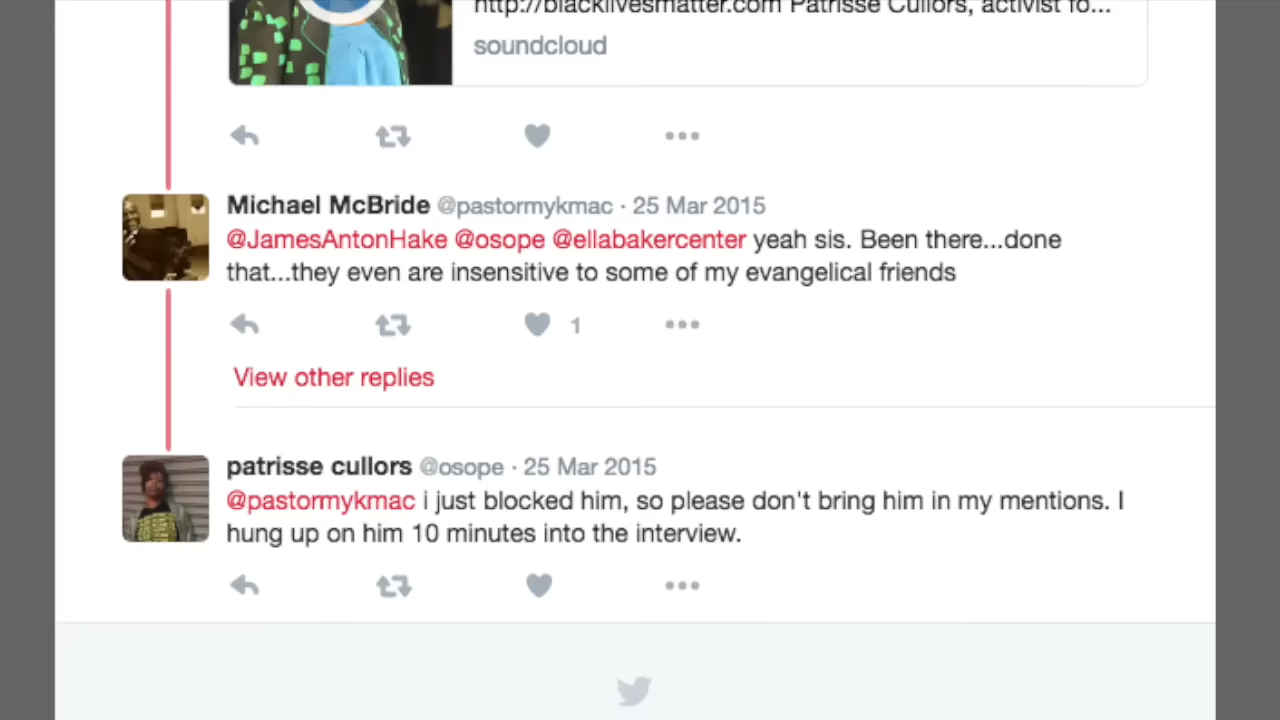 http://blacklivesmatter.com Patrisse Cullors, activist fo...
soundcloud
Michael McBride @pastormykmac · 25 Mar 2015
@JamesAntonHake @osope @ellabakercenter yeah sis. Been there...done
that...they even are insensitive to some of my evangelical friends
1
View other replies
patrisse cullors @osope · 25 Mar 2015
@pastormykmac i just blocked him, so please don't bring him in my mentions. I
hung up on him 10 minutes into the interview.